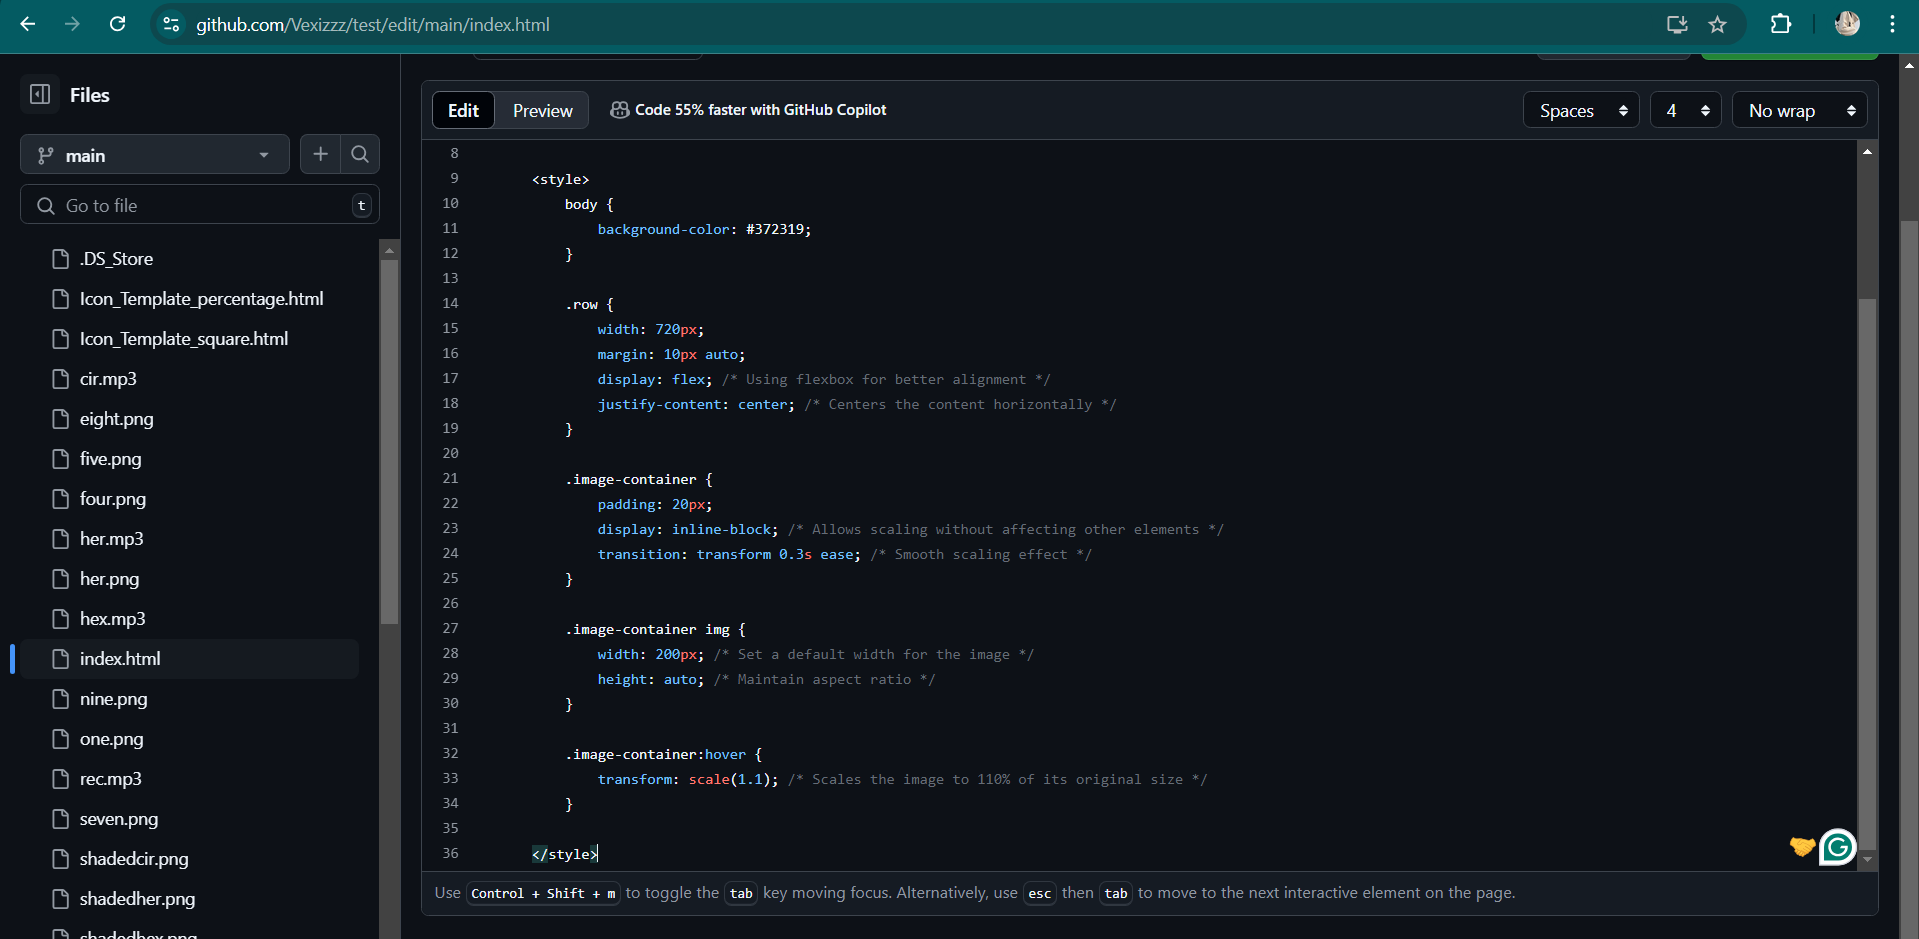 github.com/Vexizzz/test/edit/main/index.html
Files
main
Go to file
t
.DS_Store
Icon_Template_percentage.html
Icon_Template_square.html
cir.mp3
eight.png
five.png
four.png
her.mp3
her.png
hex.mp3
index.html
nine.png
one.png
rec.mp3
seven.png
shadedcir.png
shadedher.png
shadedhex.png
Edit
Preview
Code 55% faster with GitHub Copilot
Spaces
4
No wrap
8
9 <style>
10 body {
11 background-color: #372319;
12 }
13
14 .row {
15 width: 720px;
16 margin: 10px auto;
17 display: flex; /* Using flexbox for better alignment */
18 justify-content: center; /* Centers the content horizontally */
19 }
20
21 .image-container {
22 padding: 20px;
23 display: inline-block; /* Allows scaling without affecting other elements */
24 transition: transform 0.3s ease; /* Smooth scaling effect */
25 }
26
27 .image-container img {
28 width: 200px; /* Set a default width for the image */
29 height: auto; /* Maintain aspect ratio */
30 }
31
32 .image-container:hover {
33 transform: scale(1.1); /* Scales the image to 110% of its original size */
34 }
35
36 </style>
Use Control + Shift + m to toggle the tab key moving focus. Alternatively, use esc then tab to move to the next interactive element on the page.